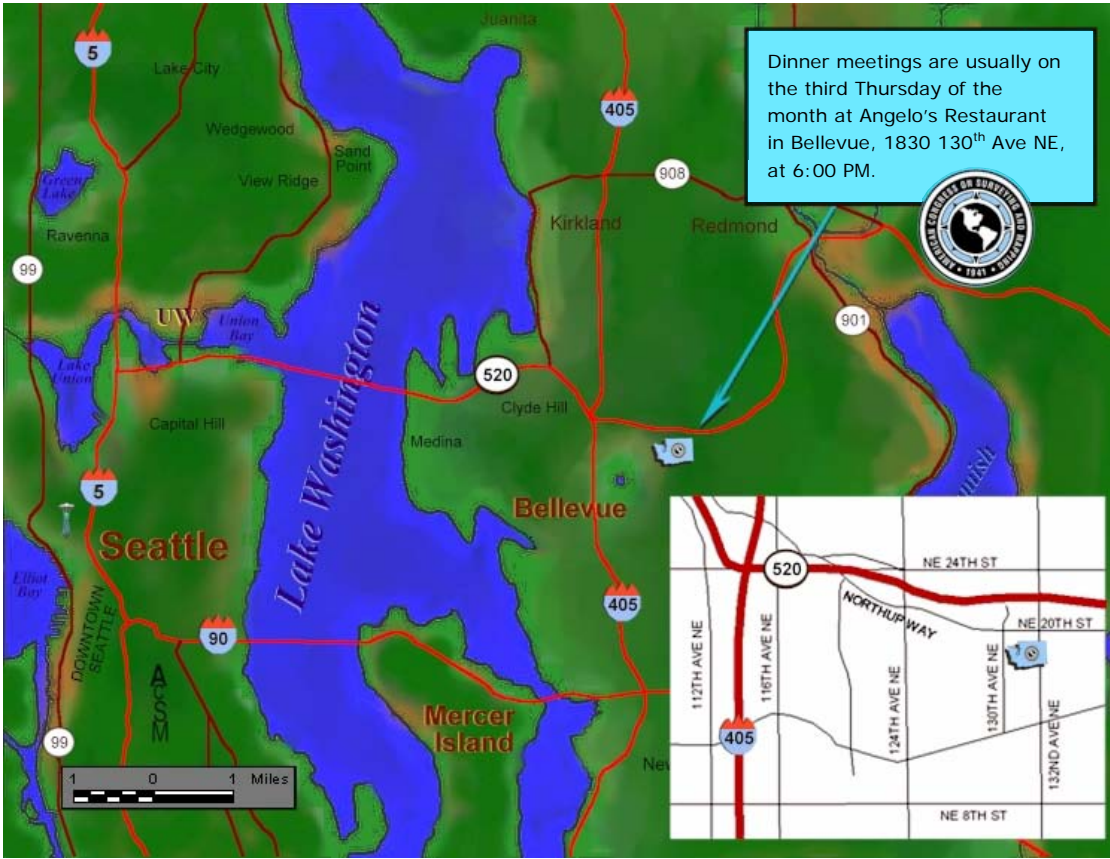 Juanita
5
Lake City
405
Dinner meetings are usually on
the third Thursday of the
month at Angelo’s Restaurant
in Bellevue, 1830 130th Ave NE,
at 6:00 PM.
AMERICAN CONGRESS ON SURVEYING AND MAPPING
• 1941 •
Wedgewood
Sand
Point
View Ridge
908
Green
Lake
Ravenna
Kirkland
Redmond
99
UW
Union
Bay
901
Lake
Union
520
Clyde Hill
Capital Hill
Medina
Lake Washington
Bellevue
5
Seattle
mish
Elliot
Bay
405
DOWNTOWN
SEATTLE
90
ACSM
Mercer
Island
99
New
1 0 1 Miles
520
NE 24TH ST
NORTHUP WAY
NE 20TH ST
112TH AVE NE
116TH AVE NE
124TH AVE NE
130TH AVE NE
132ND AVE NE
405
NE 8TH ST